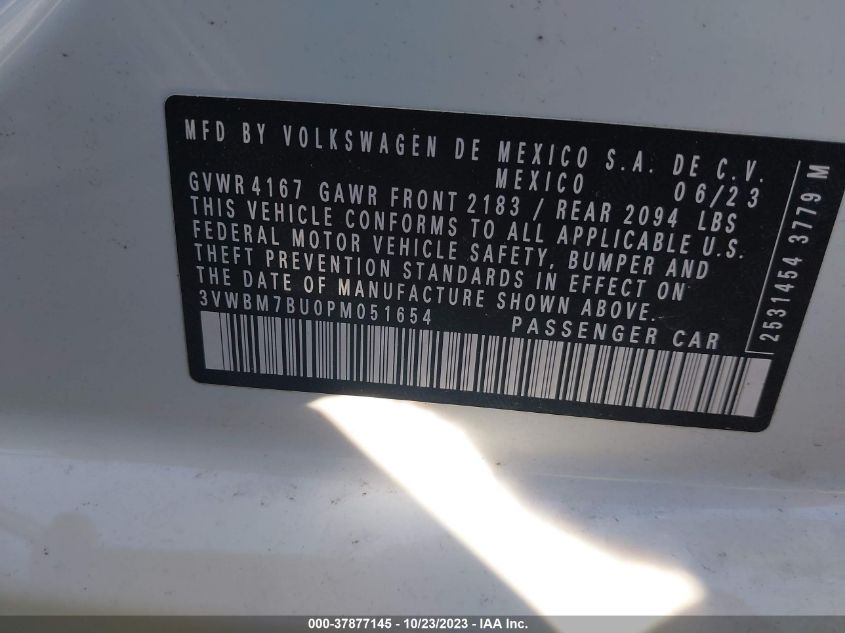 MFD BY VOLKSWAGEN DE MEXICO S.A. DE C.V.
MEXICO 06/23
GVWR 4167 GAWR FRONT 2183 / REAR 2094 LBS
THIS VEHICLE CONFORMS TO ALL APPLICABLE U.S.
FEDERAL MOTOR VEHICLE SAFETY, BUMPER AND
THEFT PREVENTION STANDARDS IN EFFECT ON
THE DATE OF MANUFACTURE SHOWN ABOVE.
3VWBM7BU0PM051654 PASSENGER CAR
2531454 3779 M
000-37877145 - 10/23/2023 - IAA Inc.